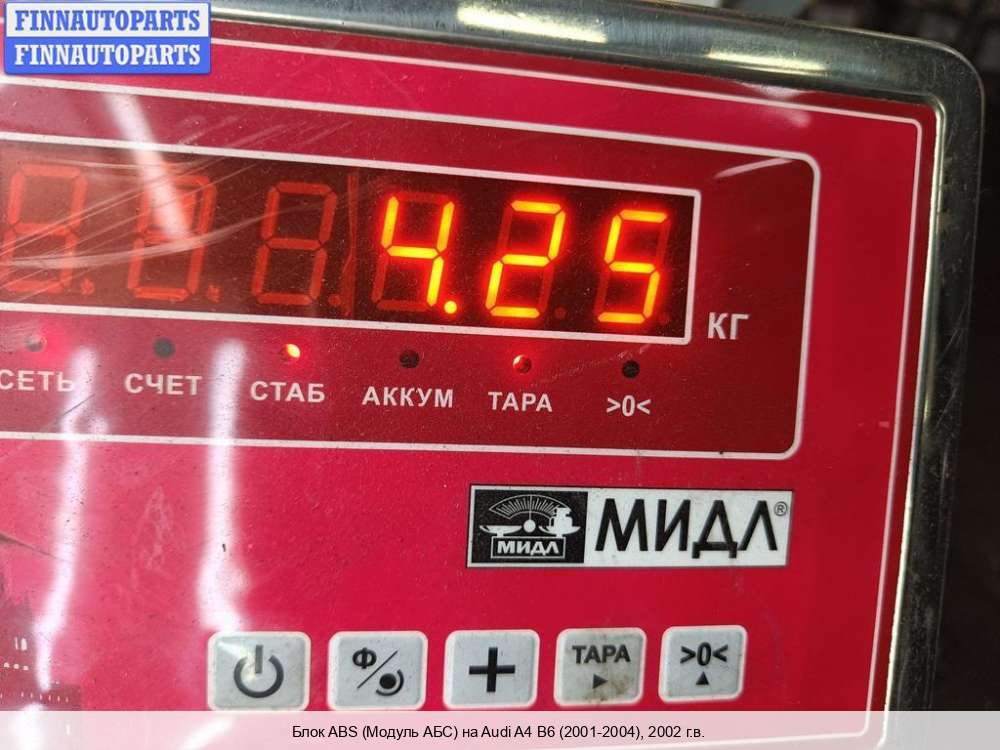 FINNAUTOPARTS
FINNAUTOPARTS
4.25
КГ
СЕТЬ СЧЕТ СТАБ АККУМ ТАРА >0<
МИДЛ МИДЛ®
Ф ТАРА >0<
Блок ABS (Модуль АБС) на Audi A4 B6 (2001-2004), 2002 г.в.